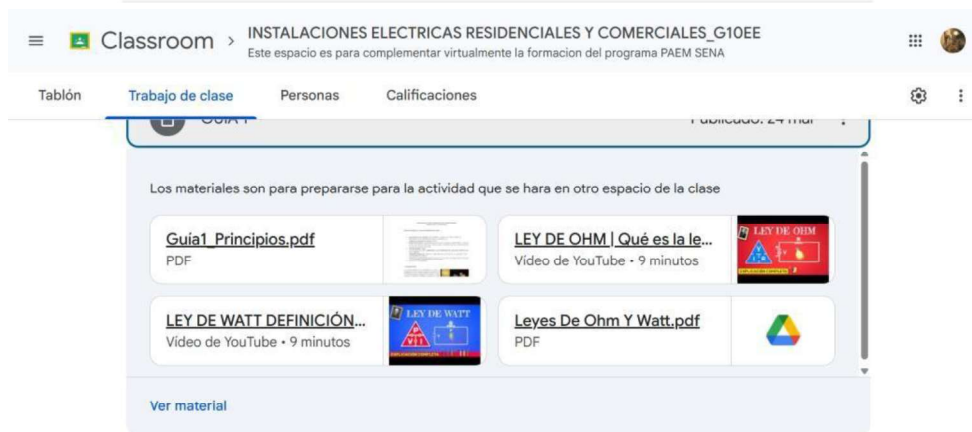 Classroom > INSTALACIONES ELECTRICAS RESIDENCIALES Y COMERCIALES_G10EE
Este espacio es para complementar virtualmente la formacion del programa PAEM SENA
Tablón Trabajo de clase Personas Calificaciones
Los materiales son para prepararse para la actividad que se hara en otro espacio de la clase
Guía1_Principios.pdf
PDF
LEY DE OHM | Qué es la le...
Vídeo de YouTube • 9 minutos
LEY DE OHM
LEY DE WATT DEFINICIÓN...
Vídeo de YouTube • 9 minutos
LEY DE WATT
Leyes De Ohm Y Watt.pdf
PDF
Ver material